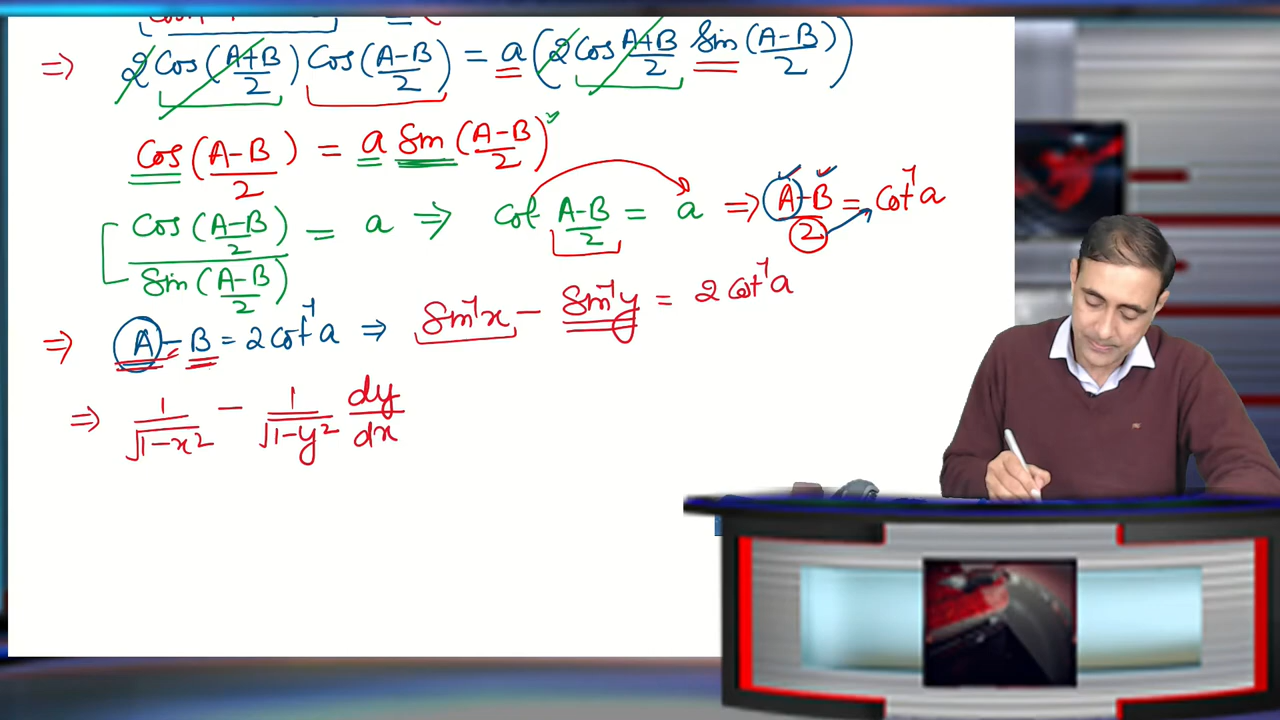 ⇒ 2 Cos (A+B/2) Cos (A-B/2) = a (2 Cos A+B/2 Sin (A-B/2))
Cos (A-B/2) = a Sin (A-B/2)
Cos (A-B/2) / Sin (A-B/2) = a ⇒ Cot A-B/2 = a ⇒ A-B/2 = Cot⁻¹a
⇒ A - B = 2 Cot⁻¹a ⇒ Sin⁻¹x - Sin⁻¹y = 2 Cot⁻¹a
⇒ 1/√1-x² - 1/√1-y² dy/dx